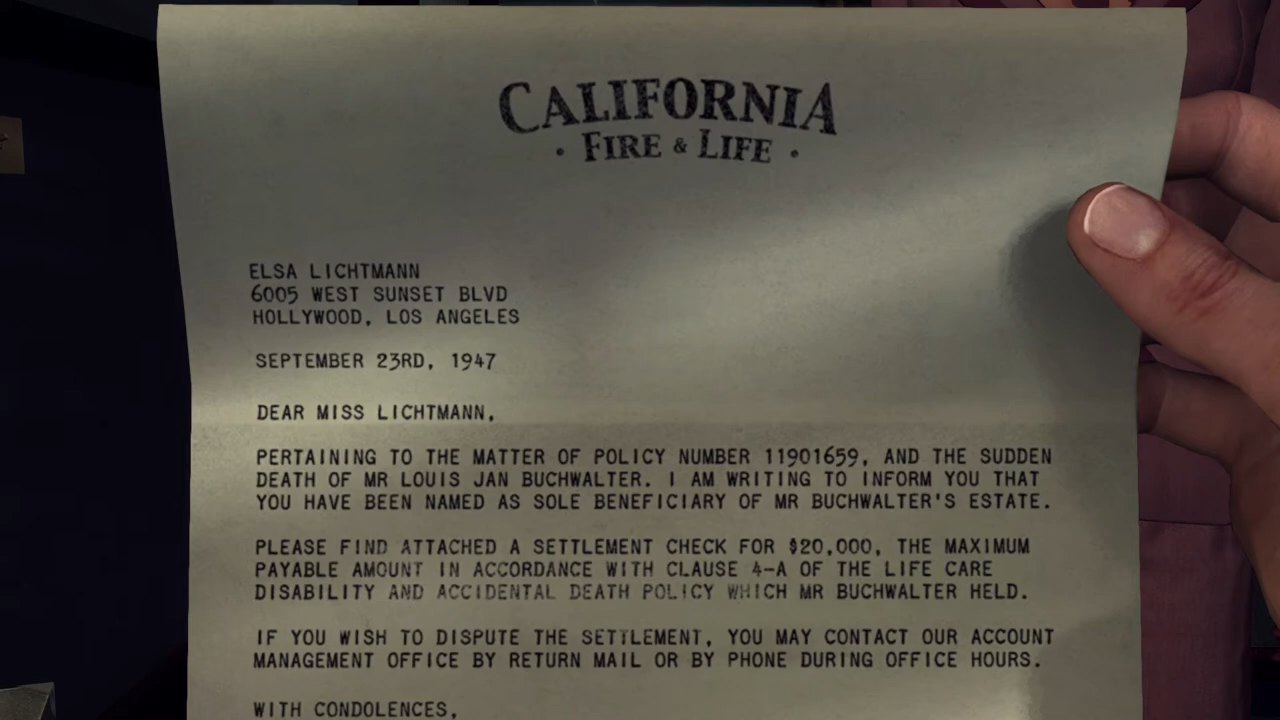 CALIFORNIA
· FIRE & LIFE ·
ELSA LICHTMANN
6005 WEST SUNSET BLVD
HOLLYWOOD, LOS ANGELES
SEPTEMBER 23RD, 1947
DEAR MISS LICHTMANN,
PERTAINING TO THE MATTER OF POLICY NUMBER 11901659, AND THE SUDDEN
DEATH OF MR LOUIS JAN BUCHWALTER. I AM WRITING TO INFORM YOU THAT
YOU HAVE BEEN NAMED AS SOLE BENEFICIARY OF MR BUCHWALTER'S ESTATE.
PLEASE FIND ATTACHED A SETTLEMENT CHECK FOR $20,000, THE MAXIMUM
PAYABLE AMOUNT IN ACCORDANCE WITH CLAUSE 4-A OF THE LIFE CARE
DISABILITY AND ACCIDENTAL DEATH POLICY WHICH MR BUCHWALTER HELD.
IF YOU WISH TO DISPUTE THE SETTLEMENT, YOU MAY CONTACT OUR ACCOUNT
MANAGEMENT OFFICE BY RETURN MAIL OR BY PHONE DURING OFFICE HOURS.
WITH CONDOLENCES,